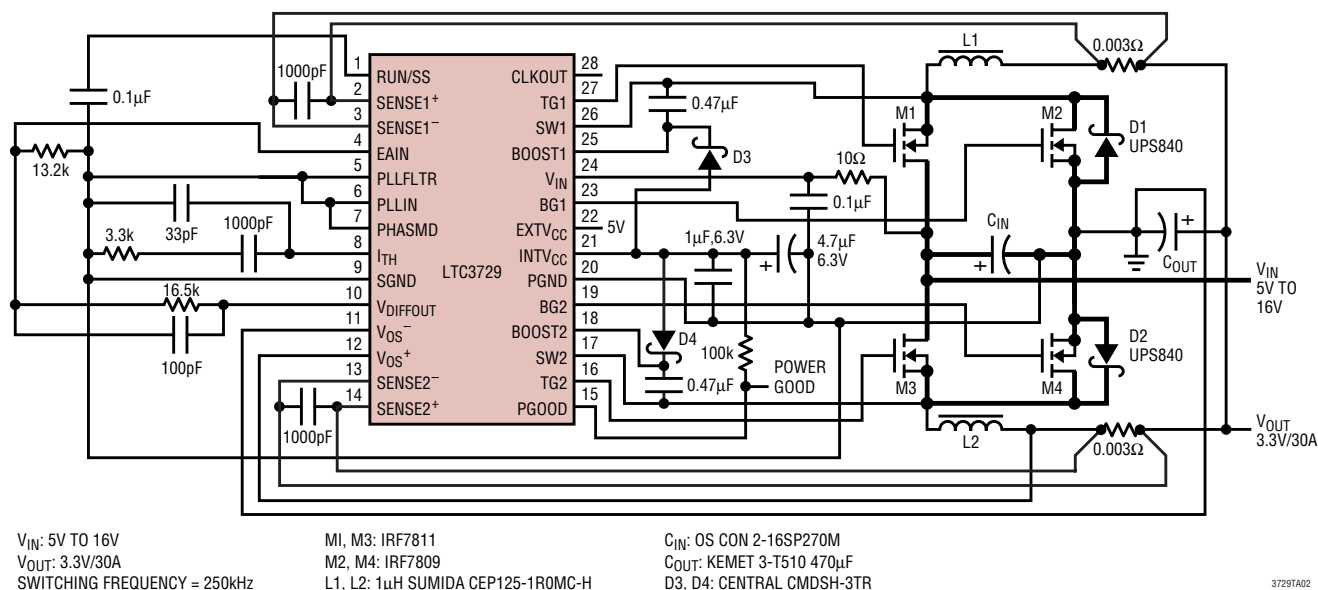 L1
0.003Ω
1
RUN/SS
CLKOUT
28
1000pF
2
SENSE1+
TG1
27
0.1µF
3
SENSE1–
SW1
26
0.47µF
M1
M2
D1
UPS840
4
EAIN
BOOST1
25
D3
13.2k
5
PLLFLTR
VIN
24
10Ω
6
PLLIN
BG1
23
0.1µF
33pF
1000pF
7
PHASMD
EXTVCC
22
5V
CIN
+
3.3k
8
ITH
INTVCC
21
1µF,6.3V
+
4.7µF
6.3V
+
COUT
LTC3729
9
SGND
PGND
20
VIN
5V TO
16V
16.5k
10
VDIFFOUT
BG2
19
100pF
11
VOS–
BOOST2
18
D4
100k
D2
UPS840
12
VOS+
SW2
17
0.47µF
POWER
GOOD
M3
M4
13
SENSE2–
TG2
16
14
SENSE2+
PGOOD
15
1000pF
L2
0.003Ω
VOUT
3.3V/30A
VIN: 5V TO 16V
VOUT: 3.3V/30A
SWITCHING FREQUENCY = 250kHz
MI, M3: IRF7811
M2, M4: IRF7809
L1, L2: 1µH SUMIDA CEP125-1R0MC-H
CIN: OS CON 2-16SP270M
COUT: KEMET 3-T510 470µF
D3, D4: CENTRAL CMDSH-3TR
3729TA02